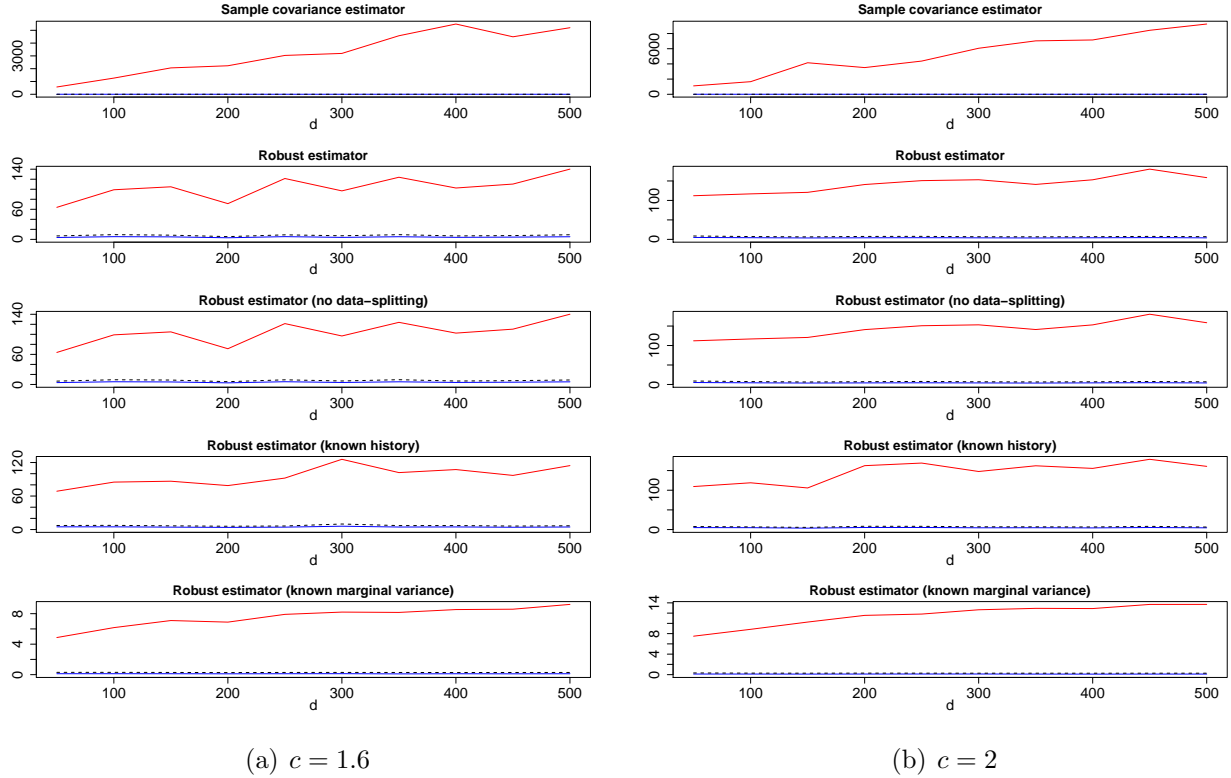 Sample covariance estimator
0 3000
100 200 300 400 500
d
Robust estimator
0 60 140
100 200 300 400 500
d
Robust estimator (no data−splitting)
0 60 140
100 200 300 400 500
d
Robust estimator (known history)
0 60 120
100 200 300 400 500
d
Robust estimator (known marginal variance)
0 4 8
100 200 300 400 500
d
(a) c = 1.6
Sample covariance estimator
0 6000
100 200 300 400 500
d
Robust estimator
0 100
100 200 300 400 500
d
Robust estimator (no data−splitting)
0 100
100 200 300 400 500
d
Robust estimator (known history)
0 100
100 200 300 400 500
d
Robust estimator (known marginal variance)
0 4 8 14
100 200 300 400 500
d
(b) c = 2